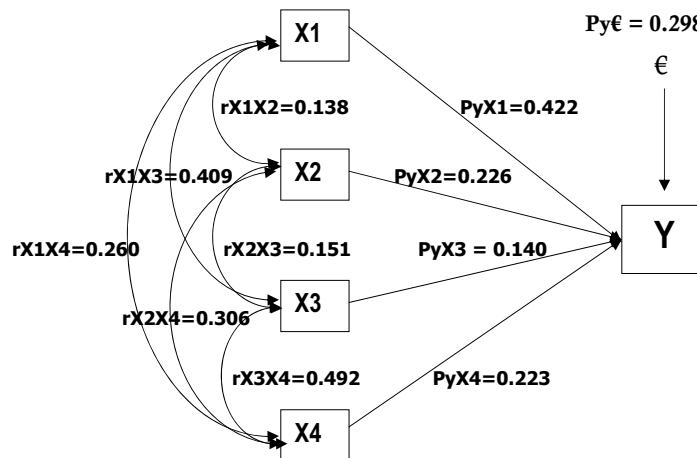 X1
Py€ = 0.298
€
rX1X2=0.138
PyX1=0.422
X2
rX1X3=0.409
PyX2=0.226
Y
rX1X4=0.260
rX2X3=0.151
PyX3 = 0.140
X3
rX2X4=0.306
rX3X4=0.492
PyX4=0.223
X4